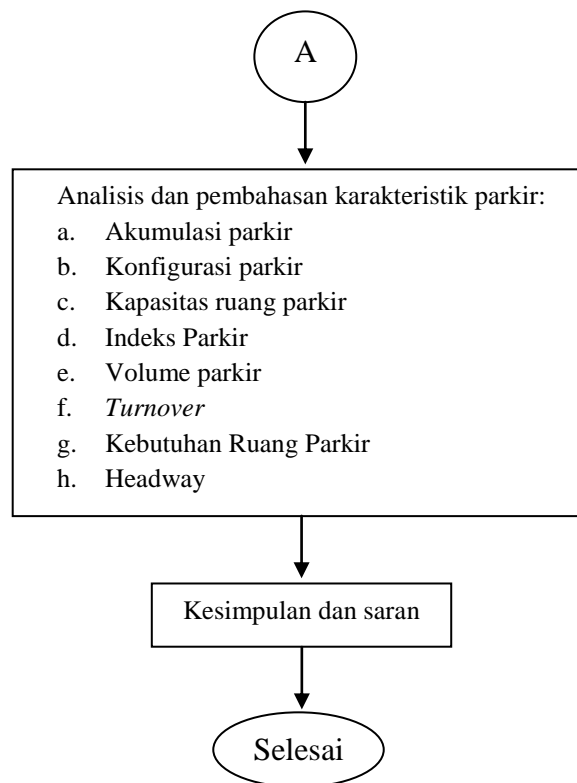 A
Analisis dan pembahasan karakteristik parkir:
a. Akumulasi parkir
b. Konfigurasi parkir
c. Kapasitas ruang parkir
d. Indeks Parkir
e. Volume parkir
f. Turnover
g. Kebutuhan Ruang Parkir
h. Headway
Kesimpulan dan saran
Selesai